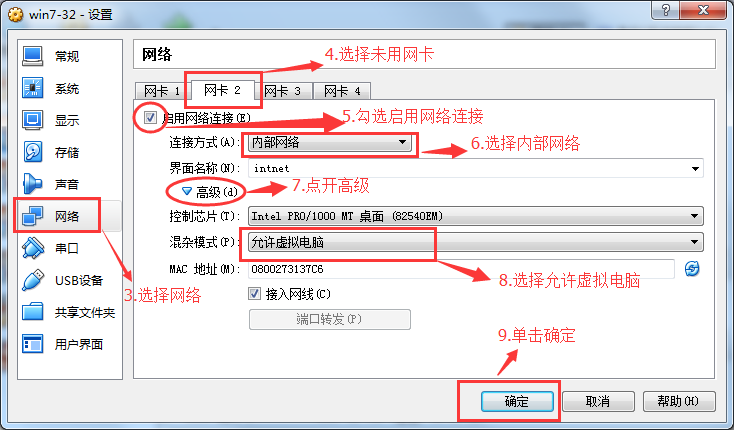 win7-32 - 设置
常规
系统
显示
存储
声音
网络
串口
USB设备
共享文件夹
用户界面
3.选择网络
网络
4.选择未用网卡
网卡 1
网卡 2
网卡 3
网卡 4
启用网络连接(E)
5.勾选启用网络连接
连接方式(A):
内部网络
6.选择内部网络
界面名称(N):
intnet
高级(d)
7.点开高级
控制芯片(T):
Intel PRO/1000 MT 桌面 (82540EM)
混杂模式(P):
允许虚拟电脑
8.选择允许虚拟电脑
MAC 地址(M):
0800273137C6
接入网线(C)
端口转发(P)
9.单击确定
确定
取消
帮助(H)